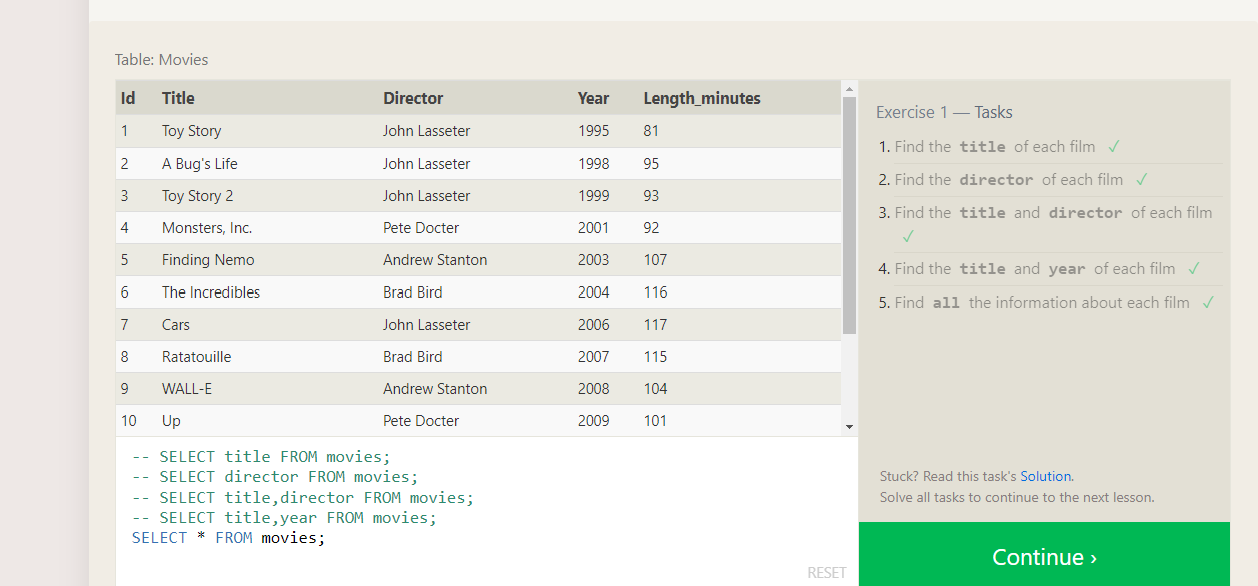 Table: Movies
Id Title Director Year Length_minutes
1 Toy Story John Lasseter 1995 81
2 A Bug's Life John Lasseter 1998 95
3 Toy Story 2 John Lasseter 1999 93
4 Monsters, Inc. Pete Docter 2001 92
5 Finding Nemo Andrew Stanton 2003 107
6 The Incredibles Brad Bird 2004 116
7 Cars John Lasseter 2006 117
8 Ratatouille Brad Bird 2007 115
9 WALL-E Andrew Stanton 2008 104
10 Up Pete Docter 2009 101
-- SELECT title FROM movies;
-- SELECT director FROM movies;
-- SELECT title,director FROM movies;
-- SELECT title,year FROM movies;
SELECT * FROM movies;
RESET
Exercise 1 — Tasks
1. Find the title of each film ✓
2. Find the director of each film ✓
3. Find the title and director of each film
✓
4. Find the title and year of each film ✓
5. Find all the information about each film ✓
Stuck? Read this task's Solution.
Solve all tasks to continue to the next lesson.
Continue ›